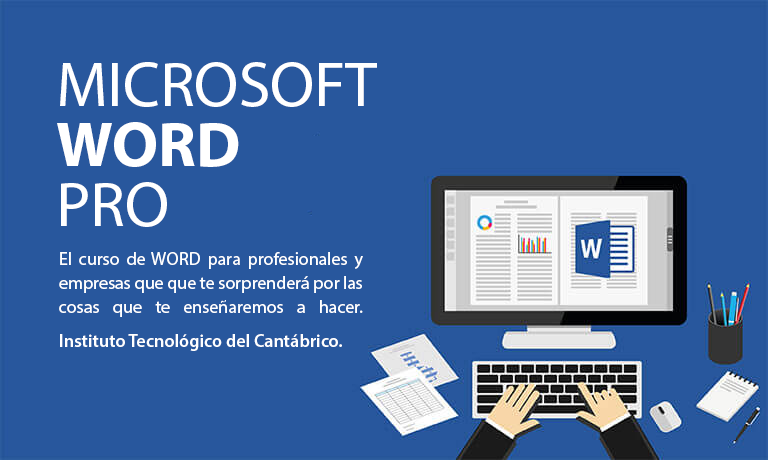 MICROSOFT
WORD
PRO
El curso de WORD para profesionales y
empresas que que te sorprenderá por las
cosas que te enseñaremos a hacer.
Instituto Tecnológico del Cantábrico.
W